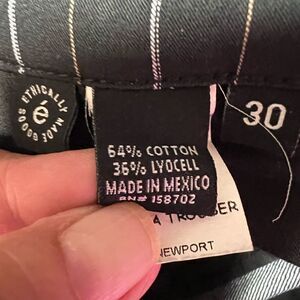 ETHICALLY MADE GOODS
é
64% COTTON
36% LYOCELL
MADE IN MEXICO
RN# 158702
30
A TROUSER
NEWPORT